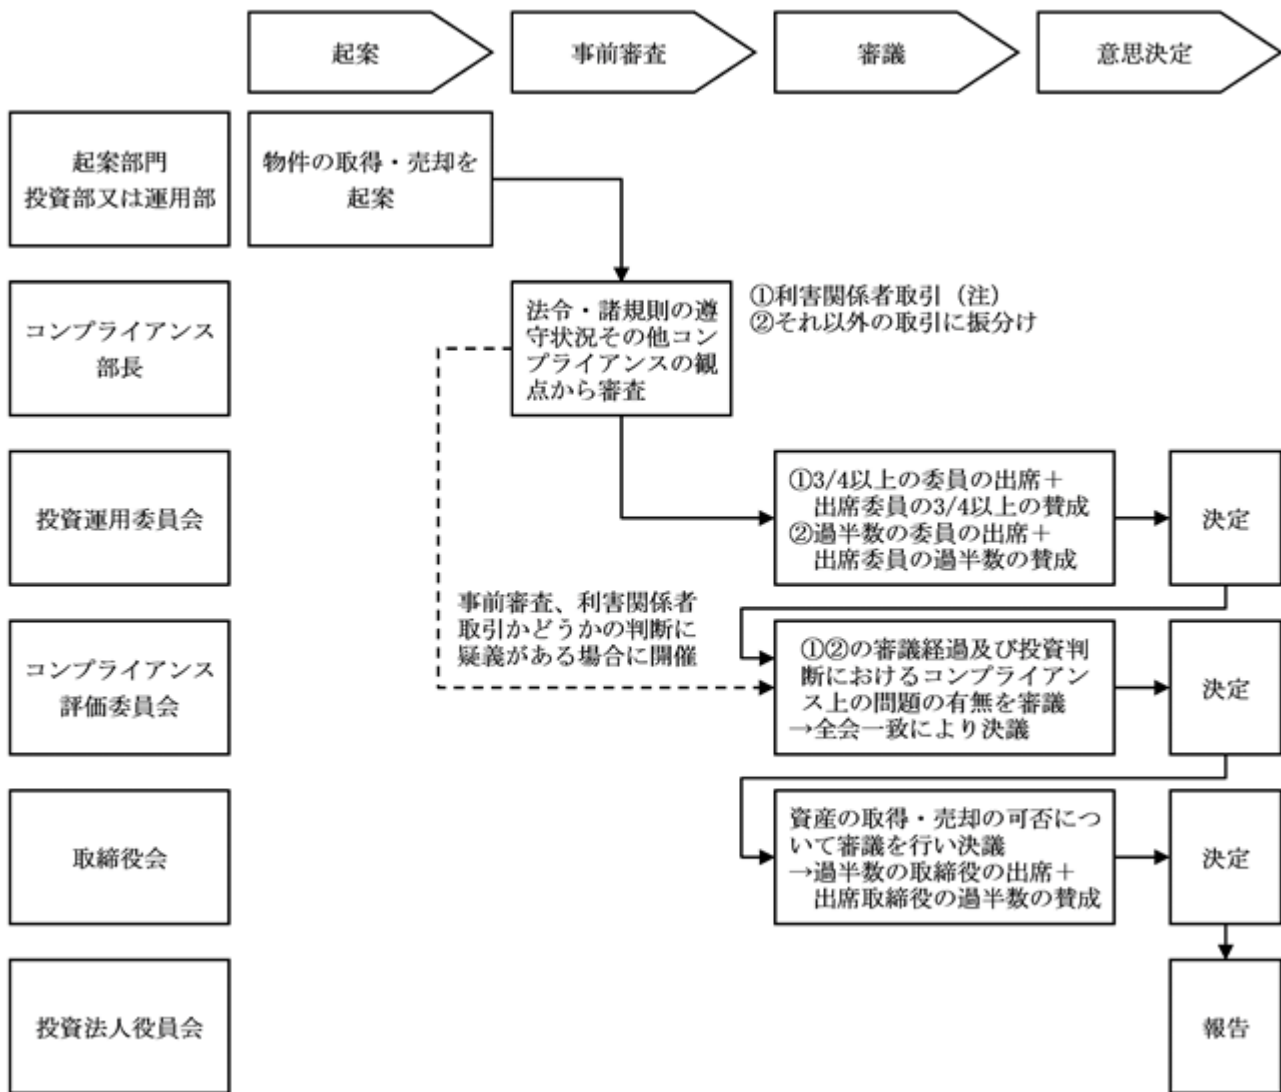 起案
事前審査
審議
意思決定
起案部門
投資部又は運用部
物件の取得・売却を
起案
コンプライアンス
部長
法令・諸規則の遵
守状況その他コン
プライアンスの観
点から審査
①利害関係者取引（注）
②それ以外の取引に振分け
投資運用委員会
①3/4以上の委員の出席＋
出席委員の3/4以上の賛成
②過半数の委員の出席＋
出席委員の過半数の賛成
決定
事前審査、利害関係者
取引かどうかの判断に
疑義がある場合に開催
コンプライアンス
評価委員会
①②の審議経過及び投資判
断におけるコンプライアン
ス上の問題の有無を審議
→全会一致により決議
決定
取締役会
資産の取得・売却の可否につ
いて審議を行い決議
→過半数の取締役の出席＋
出席取締役の過半数の賛成
決定
投資法人役員会
報告